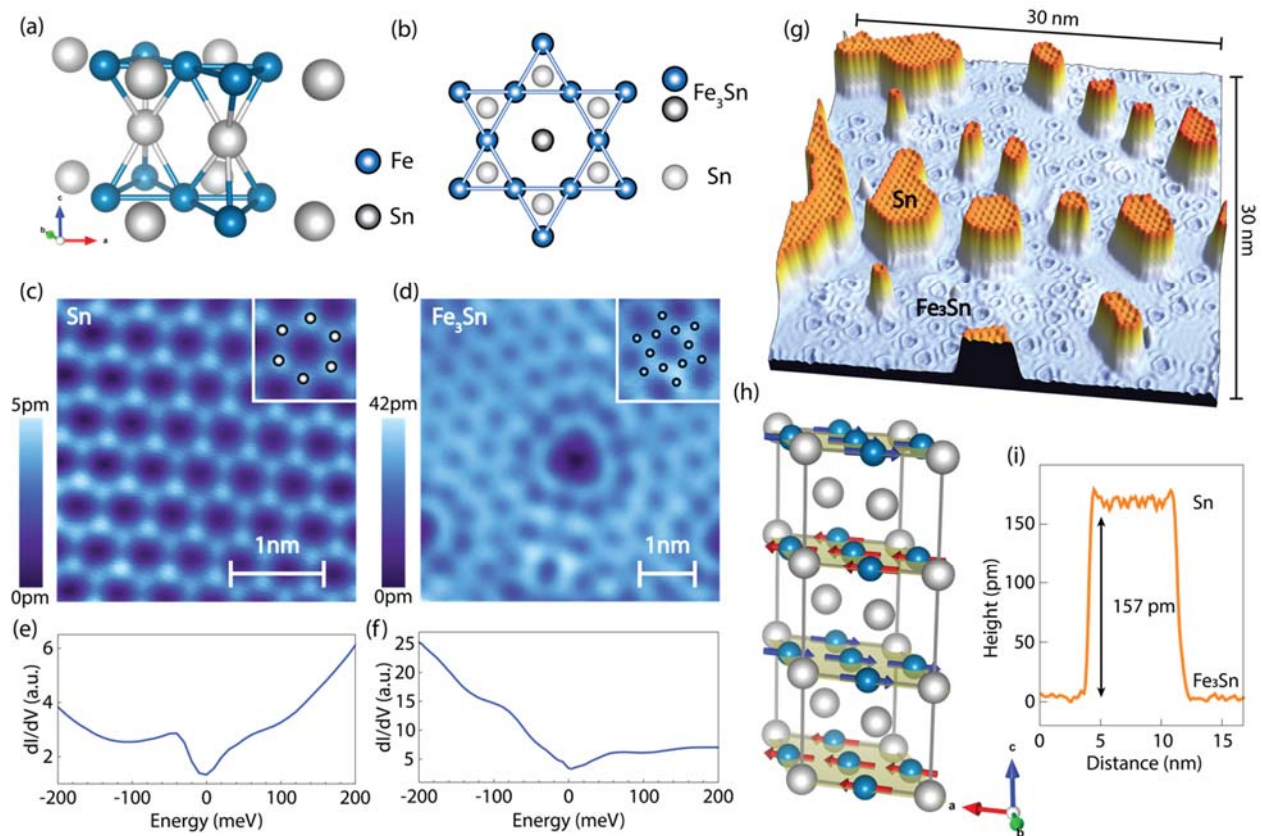 (a)
Fe
Sn
c
b
a
(b)
Fe₃Sn
Sn
(c)
Sn
5pm
0pm
1nm
(d)
Fe₃Sn
42pm
0pm
1nm
(e)
dI/dV (a.u.)
6
4
2
-200 -100 0 100 200
Energy (meV)
(f)
dI/dV (a.u.)
25
20
15
10
5
-200 -100 0 100 200
Energy (meV)
(g)
30 nm
30 nm
Sn
Fe₃Sn
(h)
c
a
b
(i)
Height (pm)
150
100
50
0
Sn
157 pm
Fe₃Sn
0 5 10 15
Distance (nm)